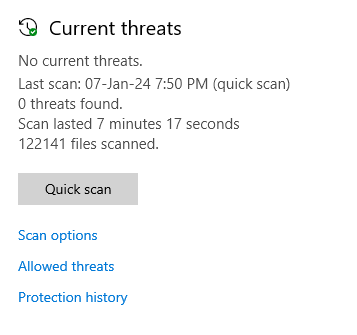 Current threats
No current threats.
Last scan: 07-Jan-24 7:50 PM (quick scan)
0 threats found.
Scan lasted 7 minutes 17 seconds
122141 files scanned.
Quick scan
Scan options
Allowed threats
Protection history